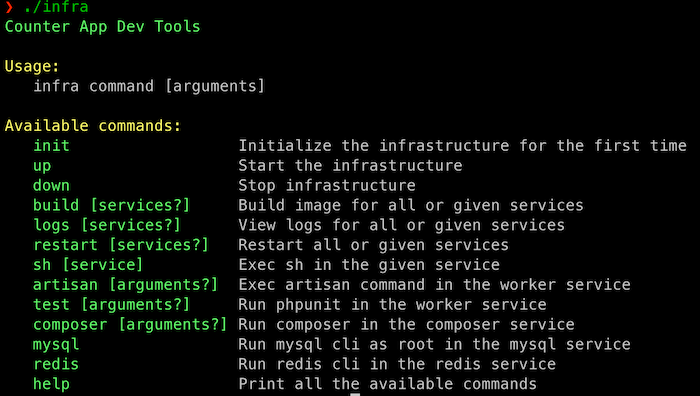 ❯ ./infra
Counter App Dev Tools
Usage:
infra command [arguments]
Available commands:
init Initialize the infrastructure for the first time
up Start the infrastructure
down Stop infrastructure
build [services?] Build image for all or given services
logs [services?] View logs for all or given services
restart [services?] Restart all or given services
sh [service] Exec sh in the given service
artisan [arguments?] Exec artisan command in the worker service
test [arguments?] Run phpunit in the worker service
composer [arguments?] Run composer in the composer service
mysql Run mysql cli as root in the mysql service
redis Run redis cli in the redis service
help Print all the available commands